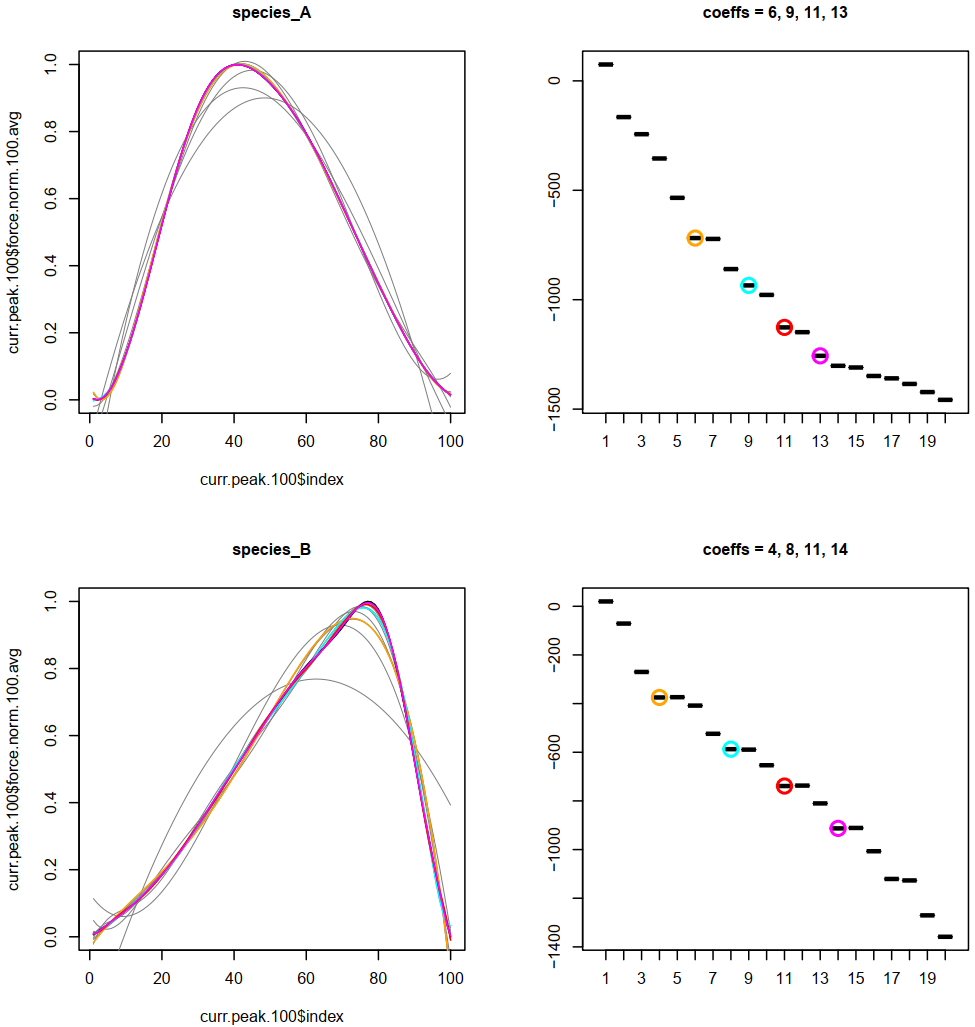 species_A
coeffs = 6, 9, 11, 13
curr.peak.100$force.norm.100.avg
1.0
0.8
0.6
0.4
0.2
0.0
0 20 40 60 80 100
curr.peak.100$index
0
−500
−1000
−1500
1 3 5 7 9 11 13 15 17 19
species_B
coeffs = 4, 8, 11, 14
curr.peak.100$force.norm.100.avg
1.0
0.8
0.6
0.4
0.2
0.0
0 20 40 60 80 100
curr.peak.100$index
0
−200
−600
−1000
−1400
1 3 5 7 9 11 13 15 17 19